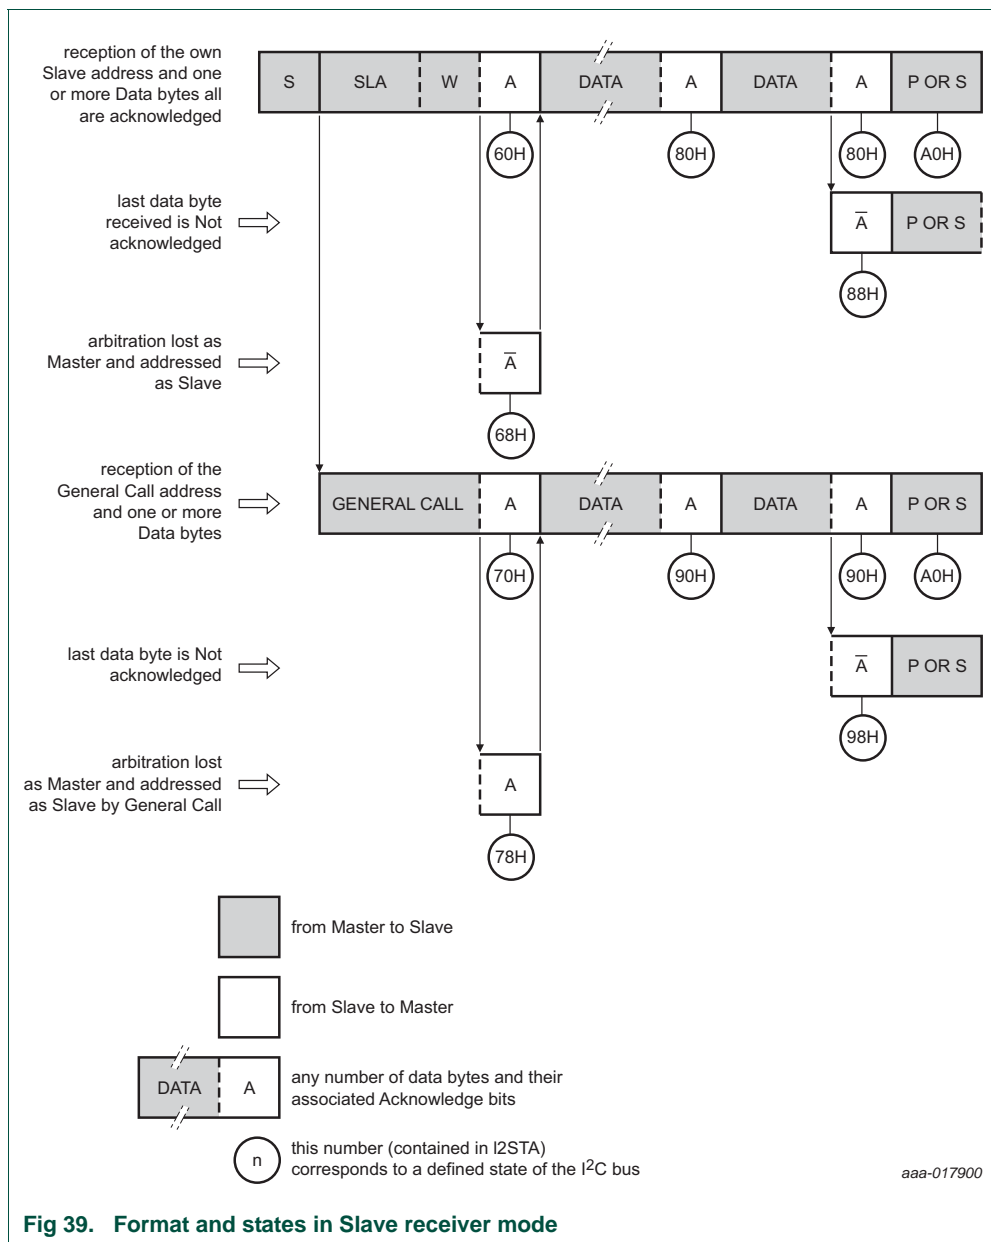 reception of the own
Slave address and one
or more Data bytes all
are acknowledged
S SLA W A DATA A DATA A P OR S
60H 80H 80H A0H
last data byte
received is Not
acknowledged
A̅ P OR S
88H
arbitration lost as
Master and addressed
as Slave
A̅
68H
reception of the
General Call address
and one or more
Data bytes
GENERAL CALL A DATA A DATA A P OR S
70H 90H 90H A0H
last data byte is Not
acknowledged
A̅ P OR S
98H
arbitration lost
as Master and addressed
as Slave by General Call
A
78H
from Master to Slave
from Slave to Master
DATA A
any number of data bytes and their
associated Acknowledge bits
n
this number (contained in I2STA)
corresponds to a defined state of the I²C bus
aaa-017900
Fig 39. Format and states in Slave receiver mode